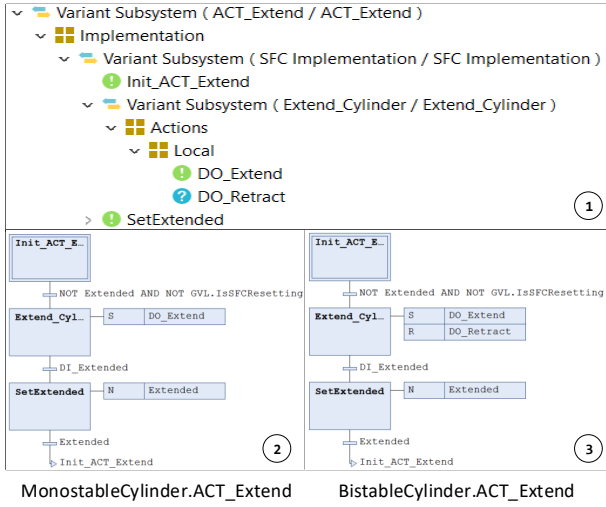 Variant Subsystem ( ACT_Extend / ACT_Extend )
Implementation
Variant Subsystem ( SFC Implementation / SFC Implementation )
Init_ACT_Extend
Variant Subsystem ( Extend_Cylinder / Extend_Cylinder )
Actions
Local
DO_Extend
DO_Retract
SetExtended
1
Init_ACT_E…
NOT Extended AND NOT GVL.IsSFCResetting
Extend_Cyl… S DO_Extend
DI_Extended
SetExtended N Extended
Extended
Init_ACT_Extend
2
Init_ACT_E…
NOT Extended AND NOT GVL.IsSFCResetting
Extend_Cyl… S DO_Extend
R DO_Retract
DI_Extended
SetExtended N Extended
Extended
Init_ACT_Extend
3
MonostableCylinder.ACT_Extend
BistableCylinder.ACT_Extend